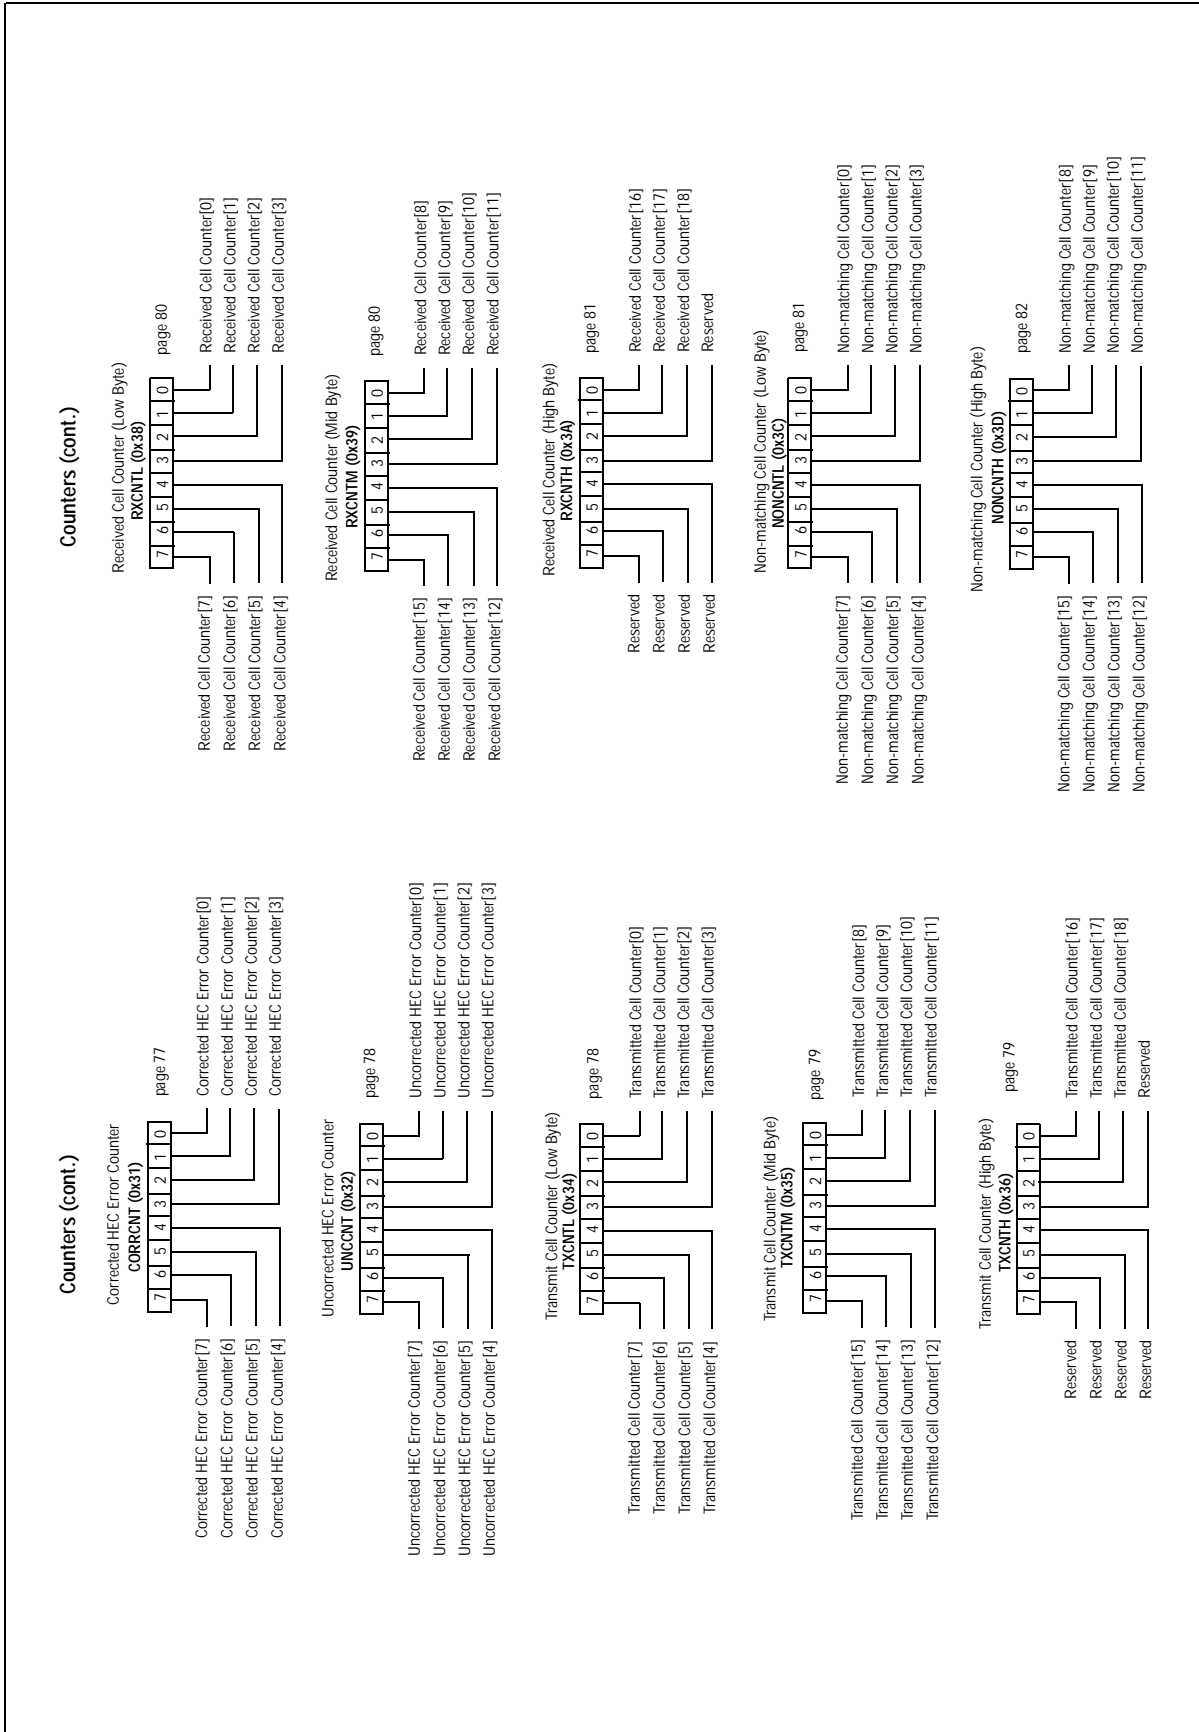 Counters (cont.)
Corrected HEC Error Counter
CORRCNT (0x31)
7 6 5 4 3 2 1 0
page 77
Corrected HEC Error Counter[7]
Corrected HEC Error Counter[6]
Corrected HEC Error Counter[5]
Corrected HEC Error Counter[4]
Corrected HEC Error Counter[0]
Corrected HEC Error Counter[1]
Corrected HEC Error Counter[2]
Corrected HEC Error Counter[3]
Uncorrected HEC Error Counter
UNCCNT (0x32)
7 6 5 4 3 2 1 0
page 78
Uncorrected HEC Error Counter[7]
Uncorrected HEC Error Counter[6]
Uncorrected HEC Error Counter[5]
Uncorrected HEC Error Counter[4]
Uncorrected HEC Error Counter[0]
Uncorrected HEC Error Counter[1]
Uncorrected HEC Error Counter[2]
Uncorrected HEC Error Counter[3]
Transmit Cell Counter (Low Byte)
TXCNTL (0x34)
7 6 5 4 3 2 1 0
page 78
Transmitted Cell Counter[7]
Transmitted Cell Counter[6]
Transmitted Cell Counter[5]
Transmitted Cell Counter[4]
Transmitted Cell Counter[0]
Transmitted Cell Counter[1]
Transmitted Cell Counter[2]
Transmitted Cell Counter[3]
Transmit Cell Counter (Mid Byte)
TXCNTM (0x35)
7 6 5 4 3 2 1 0
page 79
Transmitted Cell Counter[15]
Transmitted Cell Counter[14]
Transmitted Cell Counter[13]
Transmitted Cell Counter[12]
Transmitted Cell Counter[8]
Transmitted Cell Counter[9]
Transmitted Cell Counter[10]
Transmitted Cell Counter[11]
Transmit Cell Counter (High Byte)
TXCNTH (0x36)
7 6 5 4 3 2 1 0
page 79
Reserved
Reserved
Reserved
Reserved
Transmitted Cell Counter[16]
Transmitted Cell Counter[17]
Transmitted Cell Counter[18]
Reserved
Counters (cont.)
Received Cell Counter (Low Byte)
RXCNTL (0x38)
7 6 5 4 3 2 1 0
page 80
Received Cell Counter[7]
Received Cell Counter[6]
Received Cell Counter[5]
Received Cell Counter[4]
Received Cell Counter[0]
Received Cell Counter[1]
Received Cell Counter[2]
Received Cell Counter[3]
Received Cell Counter (Mid Byte)
RXCNTM (0x39)
7 6 5 4 3 2 1 0
page 80
Received Cell Counter[15]
Received Cell Counter[14]
Received Cell Counter[13]
Received Cell Counter[12]
Received Cell Counter[8]
Received Cell Counter[9]
Received Cell Counter[10]
Received Cell Counter[11]
Received Cell Counter (High Byte)
RXCNTH (0x3A)
7 6 5 4 3 2 1 0
page 81
Reserved
Reserved
Reserved
Reserved
Received Cell Counter[16]
Received Cell Counter[17]
Received Cell Counter[18]
Reserved
Non-matching Cell Counter (Low Byte)
NONCNTL (0x3C)
7 6 5 4 3 2 1 0
page 81
Non-matching Cell Counter[7]
Non-matching Cell Counter[6]
Non-matching Cell Counter[5]
Non-matching Cell Counter[4]
Non-matching Cell Counter[0]
Non-matching Cell Counter[1]
Non-matching Cell Counter[2]
Non-matching Cell Counter[3]
Non-matching Cell Counter (High Byte)
NONCNTH (0x3D)
7 6 5 4 3 2 1 0
page 82
Non-matching Cell Counter[15]
Non-matching Cell Counter[14]
Non-matching Cell Counter[13]
Non-matching Cell Counter[12]
Non-matching Cell Counter[8]
Non-matching Cell Counter[9]
Non-matching Cell Counter[10]
Non-matching Cell Counter[11]